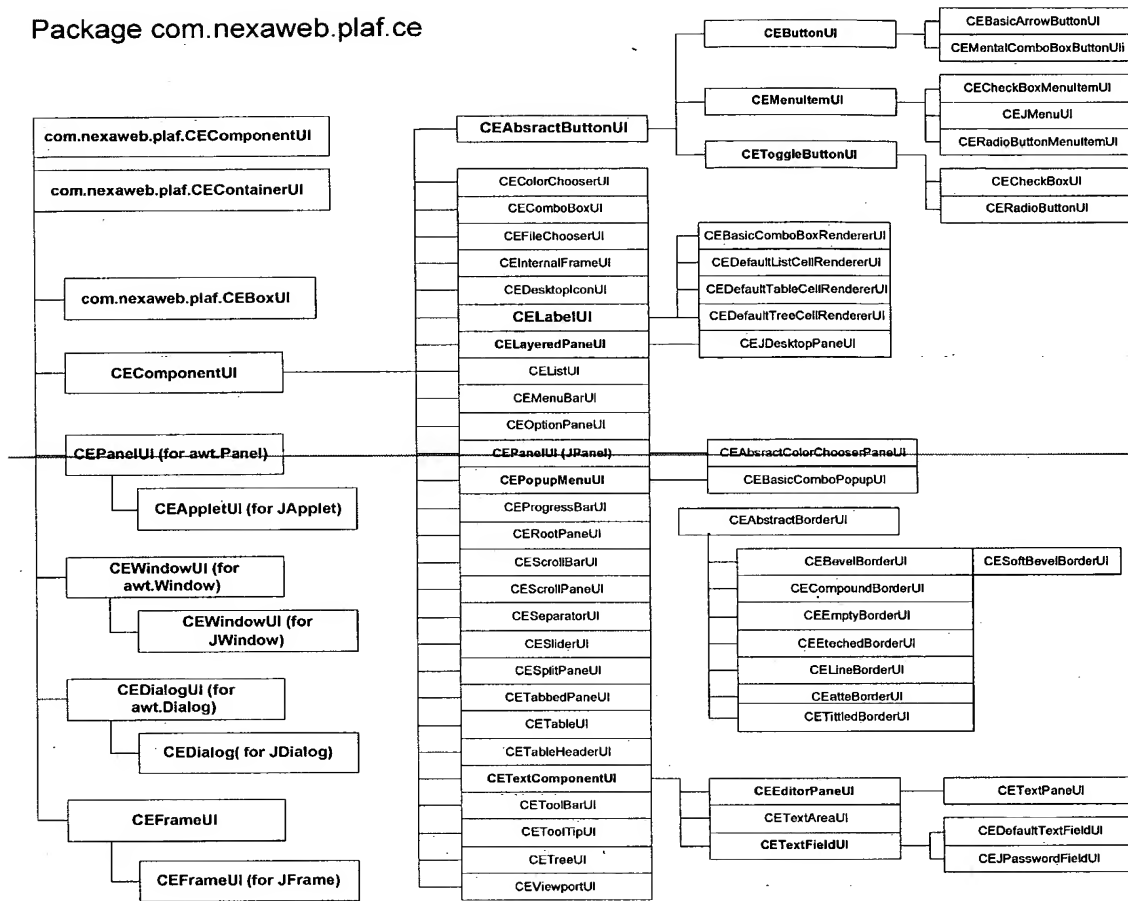 Package com.nexaweb.plaf.ce
com.nexaweb.plaf.CEComponentUI
com.nexaweb.plaf.CEContainerUI
com.nexaweb.plaf.CEBoxUI
CEComponentUI
CEPanelUI (for awt.Panel)
CEAppletUI (for JApplet)
CEWindowUI (for
awt.Window)
CEWindowUI (for
JWindow)
CEDialogUI (for
awt.Dialog)
CEDialog( for JDialog)
CEFrameUI
CEFrameUI (for JFrame)
CEAbsractButtonUI
CEColorChooserUI
CEComboBoxUI
CEFileChooserUI
CEInternalFrameUI
CEDesktopIconUI
CELabelUI
CELayeredPaneUI
CEListUI
CEMenuBarUI
CEOptionPaneUI
CEPanelUI (JPanel)
CEPopupMenuUI
CEProgressBarUI
CERootPaneUI
CEScrollBarUI
CEScrollPaneUI
CESeparatorUI
CESliderUI
CESplitPaneUI
CETabbedPaneUI
CETableUI
CETableHeaderUI
CETextComponentUI
CEToolBarUI
CEToolTipUI
CETreeUI
CEViewportUI
CEButtonUI
CEMenuItemUI
CEToggleButtonUI
CEBasicArrowButtonUI
CEMentalComboBoxButtonUIi
CECheckBoxMenuItemUI
CEJMenuUI
CERadioButtonMenuItemUI
CECheckBoxUI
CERadioButtonUI
CEBasicComboBoxRendererUI
CEDefaultListCellRendererUI
CEDefaultTableCellRendererUI
CEDefaultTreeCellRendererUI
CEJDesktopPaneUI
CEAbsractColorChooserPaneUI
CEBasicComboPopupUI
CEAbstractBorderUI
CEBevelBorderUI
CESoftBevelBorderUi
CECompoundBorderUI
CEEmptyBorderUI
CEEtechedBorderUI
CELineBorderUI
CEatteBorderUI
CETittledBorderUI
CEEditorPaneUI
CETextAreaUI
CETextFieldUI
CETextPaneUI
CEDefaultTextFieldUI
CEJPasswordFieldUI